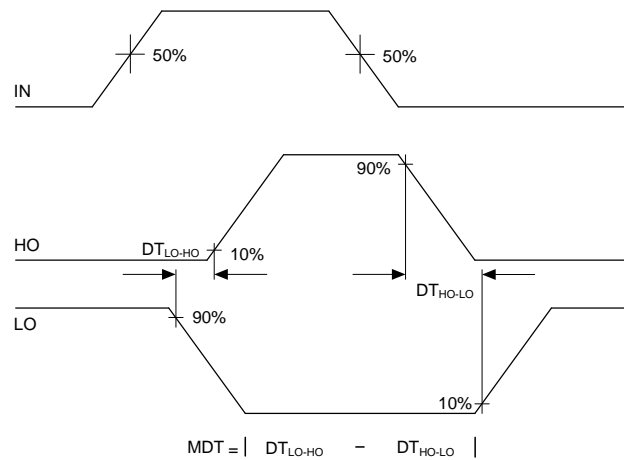 50%
50%
IN
90%
HO
DT_LO-HO
10%
DT_HO-LO
LO
90%
10%
MDT = | DT_LO-HO – DT_HO-LO |